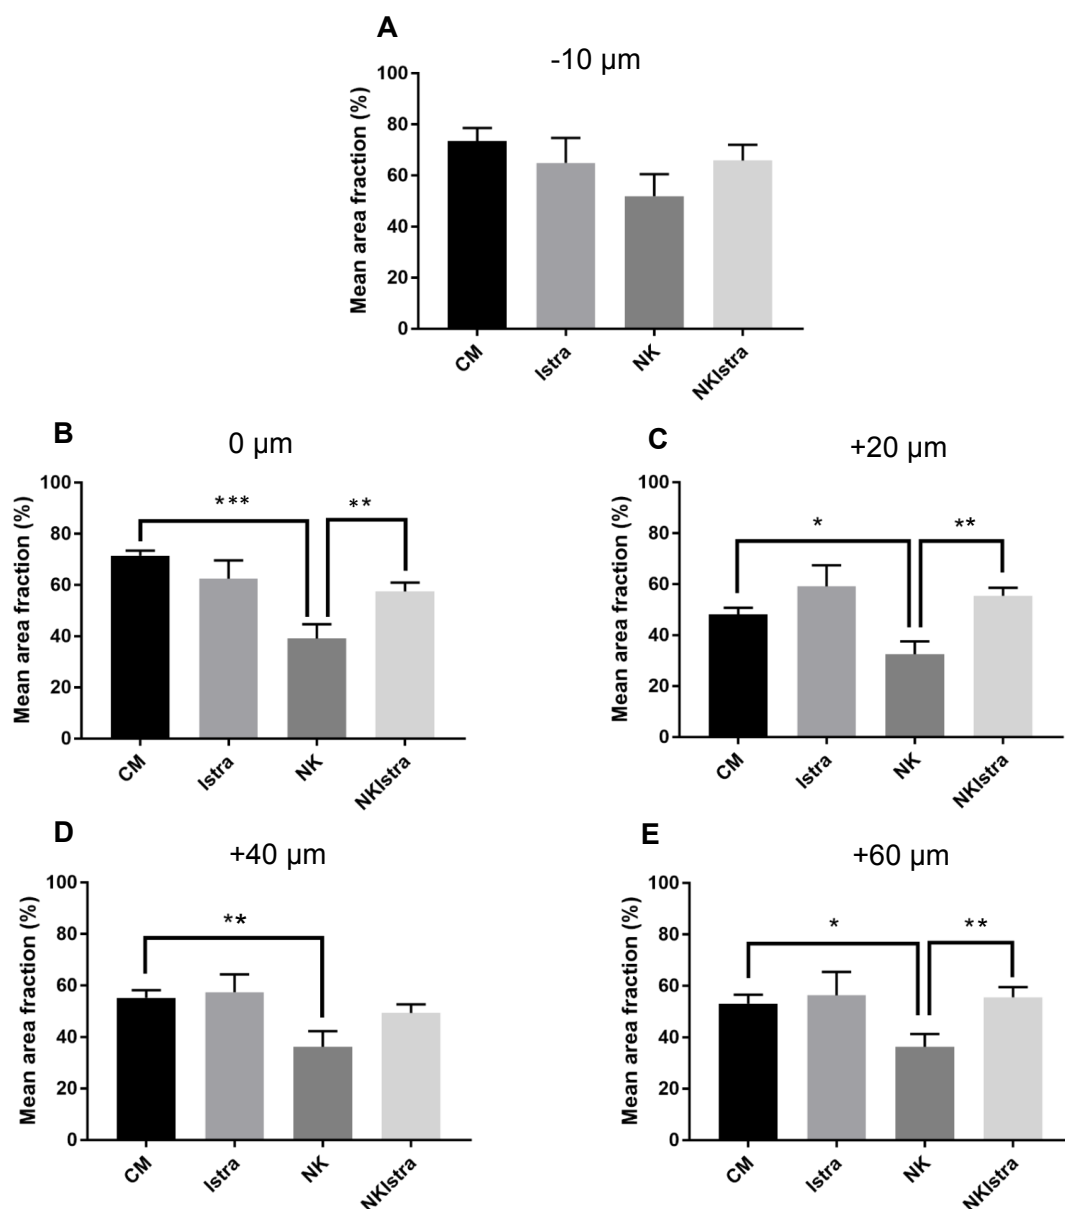 A
-10 µm
Mean area fraction (%)
100
80
60
40
20
0
CM
Istra
NK
NKIstra
B
0 µm
Mean area fraction (%)
100
80
60
40
20
0
***
**
CM
Istra
NK
NKIstra
C
+20 µm
Mean area fraction (%)
100
80
60
40
20
0
*
**
CM
Istra
NK
NKIstra
D
+40 µm
Mean area fraction (%)
100
80
60
40
20
0
**
CM
Istra
NK
NKIstra
E
+60 µm
Mean area fraction (%)
100
80
60
40
20
0
*
**
CM
Istra
NK
NKIstra